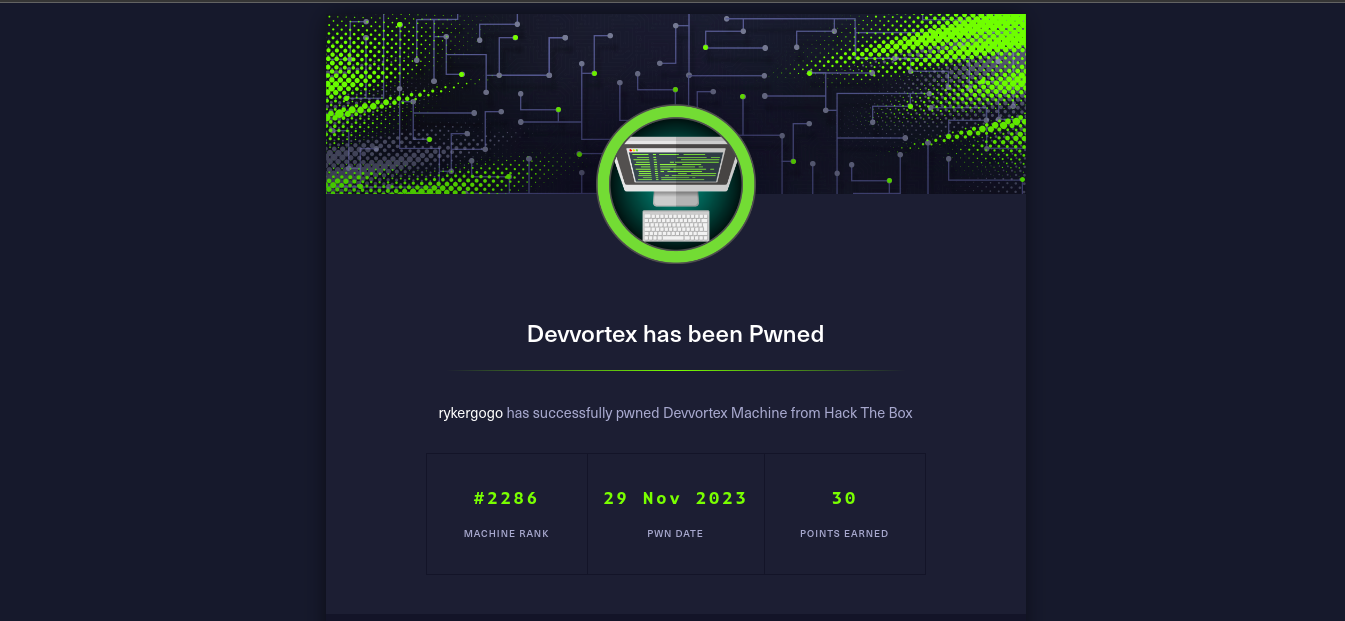 Devvortex has been Pwned
rykergogo has successfully pwned Devvortex Machine from Hack The Box
#2286 29 Nov 2023 30
MACHINE RANK PWN DATE POINTS EARNED